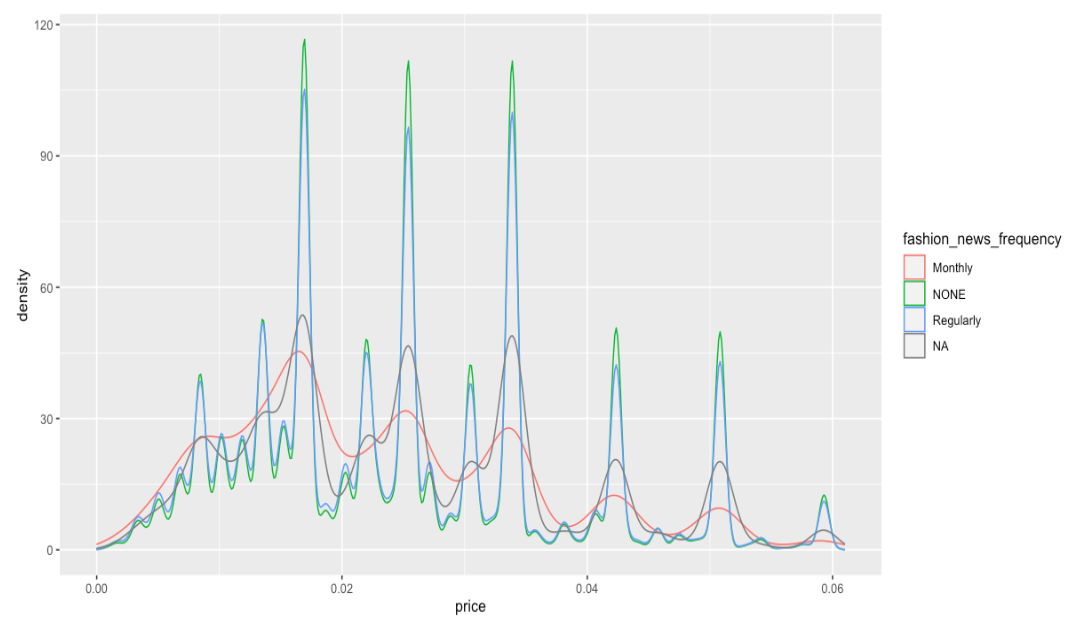 120
90
60
30
0
density
0.00
0.02
0.04
0.06
price
fashion_news_frequency
Monthly
NONE
Regularly
NA